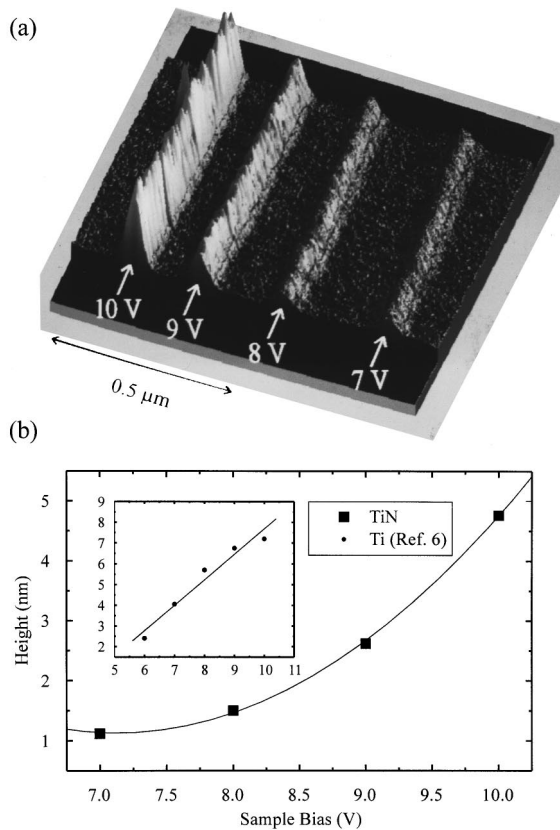 (a)
10 V
9 V
8 V
7 V
0.5 µm
(b)
Height (nm)
5
4
3
2
1
9
8
7
6
5
4
3
2
5 6 7 8 9 10 11
TiN
Ti (Ref. 6)
7.0 7.5 8.0 8.5 9.0 9.5 10.0
Sample Bias (V)